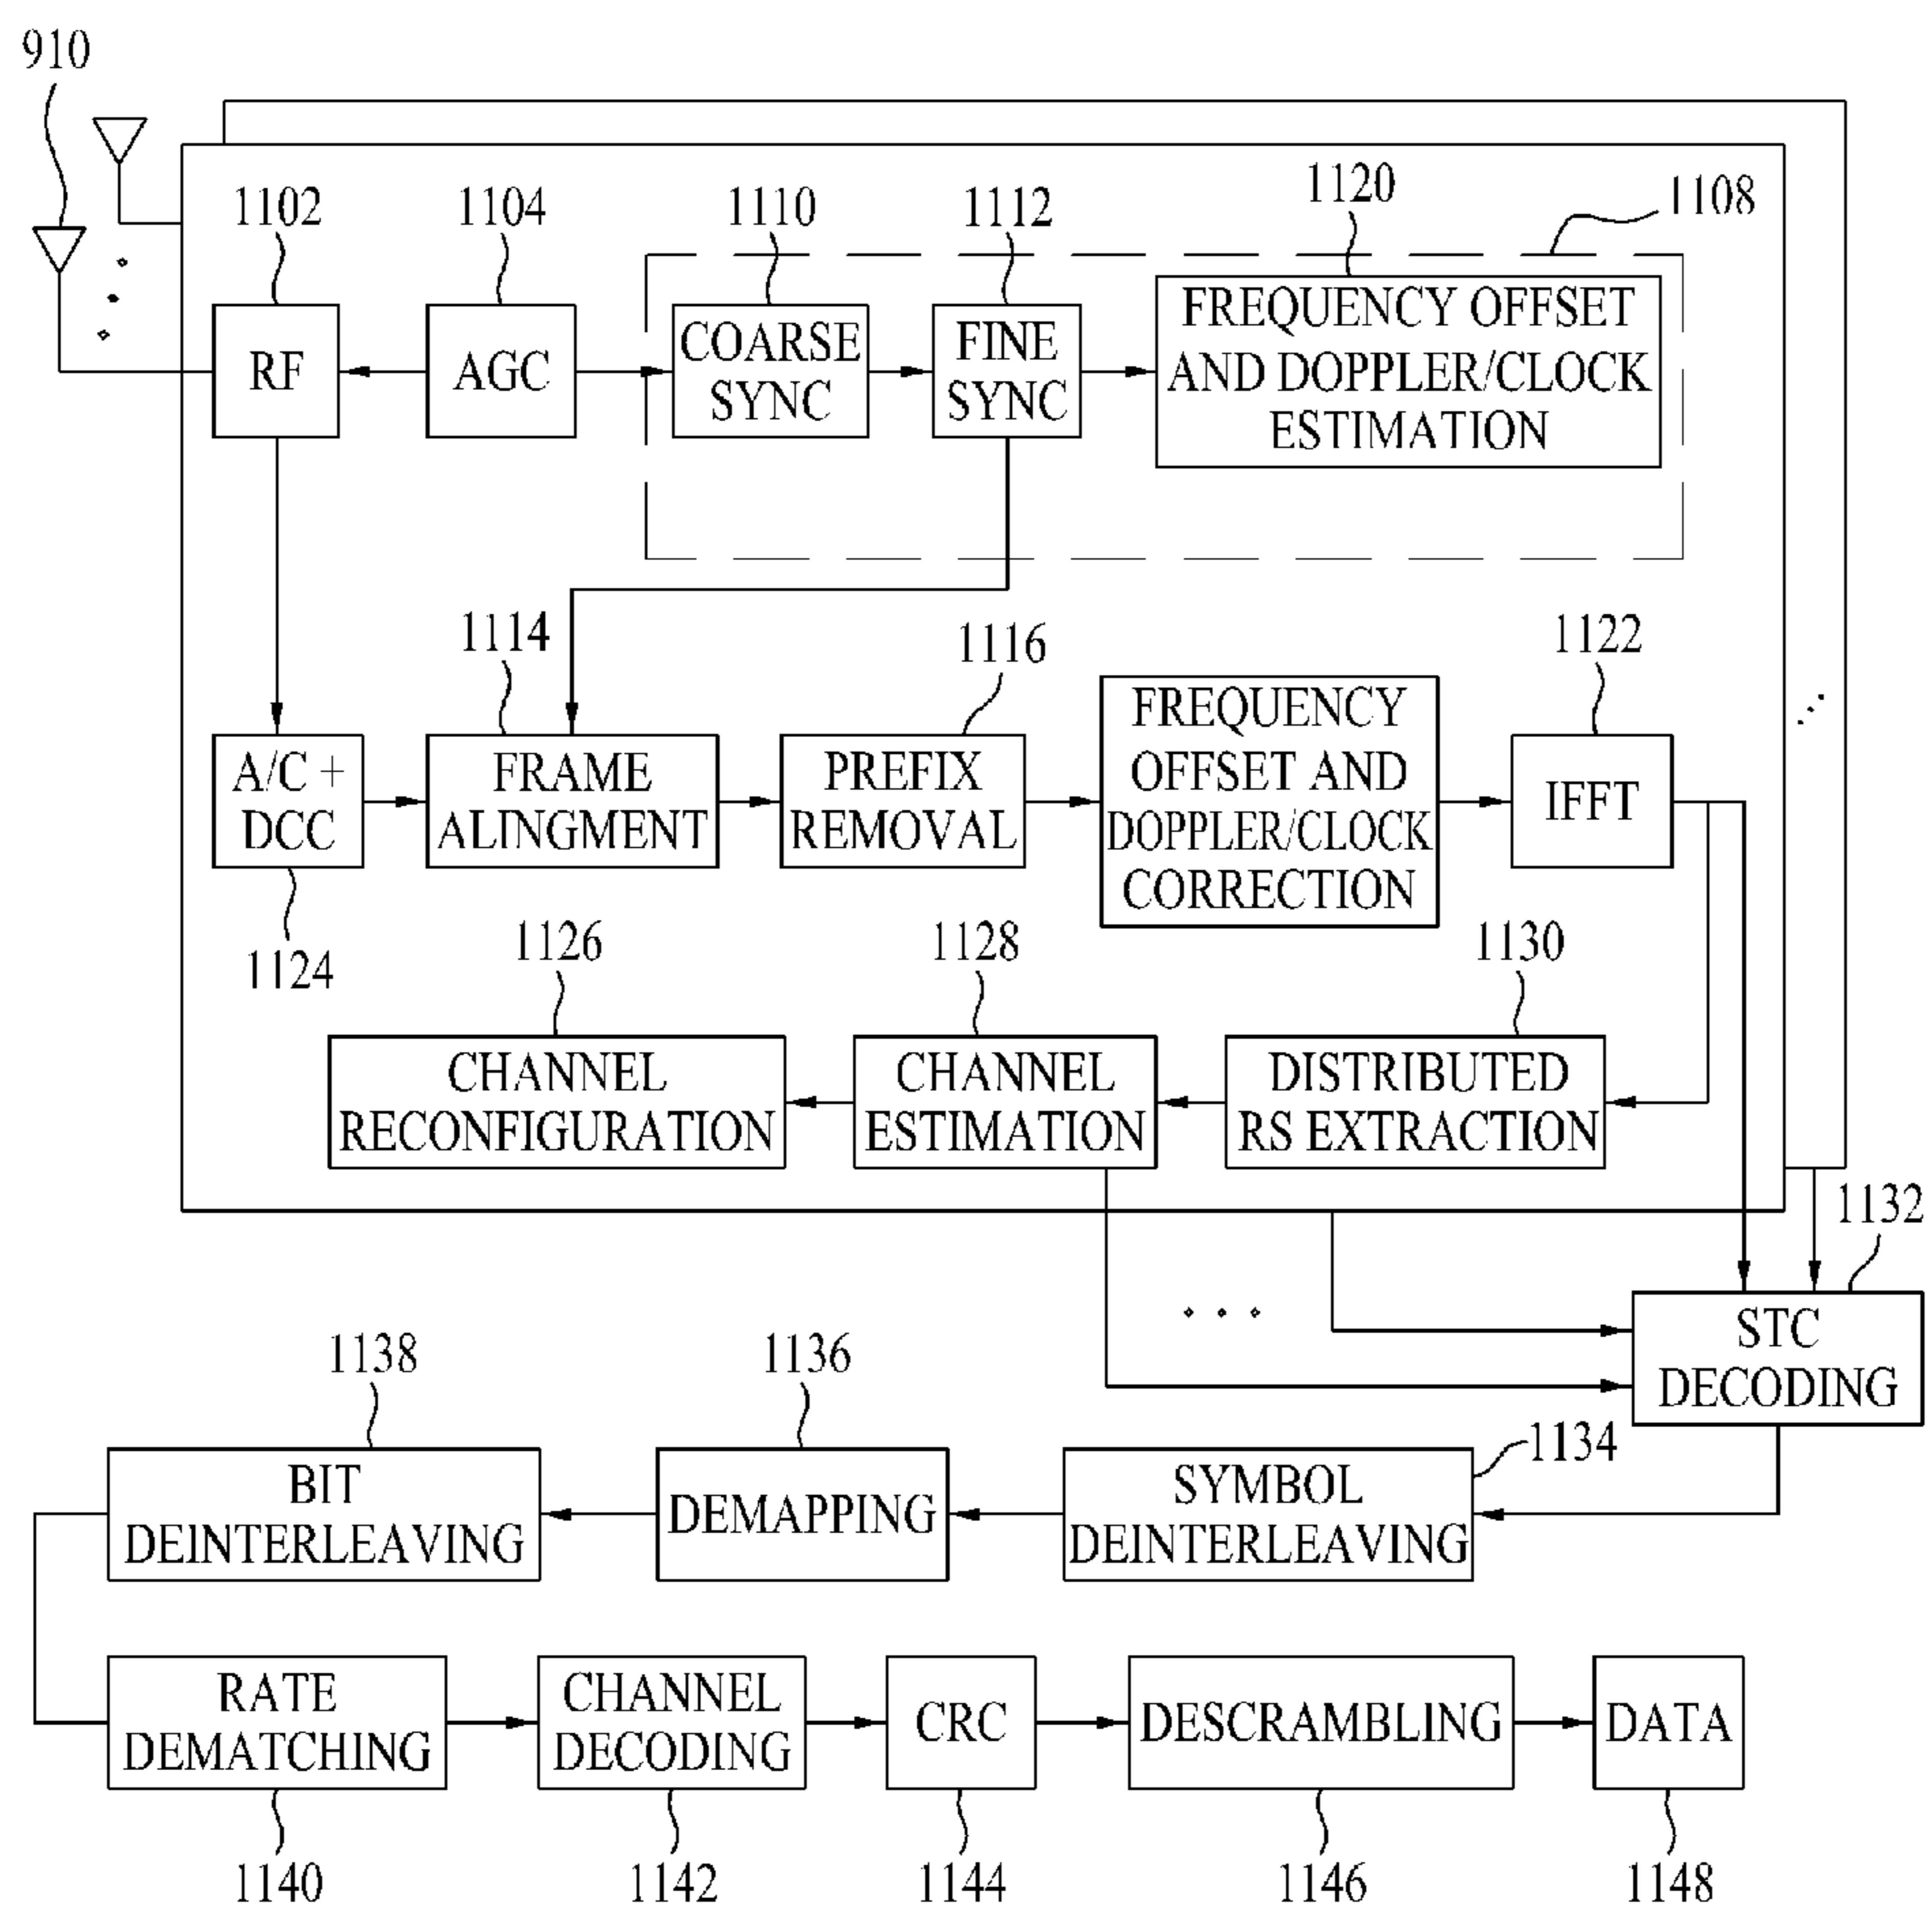 910
1102
1104
1110
1112
1120
1108
RF
AGC
COARSE
SYNC
FINE
SYNC
FREQUENCY OFFSET
AND DOPPLER/CLOCK
ESTIMATION
1114
1116
1122
A/C +
DCC
FRAME
ALINGMENT
PREFIX
REMOVAL
FREQUENCY
OFFSET AND
DOPPLER/CLOCK
CORRECTION
IFFT
1124
1126
1128
1130
CHANNEL
RECONFIGURATION
CHANNEL
ESTIMATION
DISTRIBUTED
RS EXTRACTION
1132
STC
DECODING
1138
1136
1134
BIT
DEINTERLEAVING
DEMAPPING
SYMBOL
DEINTERLEAVING
RATE
DEMATCHING
CHANNEL
DECODING
CRC
DESCRAMBLING
DATA
1140
1142
1144
1146
1148